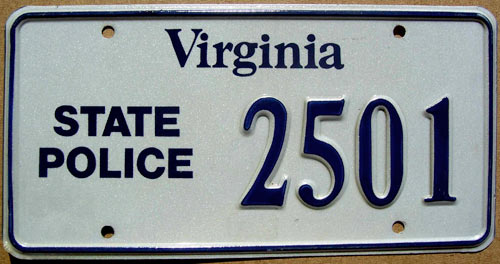 Virginia
STATE
POLICE
2501